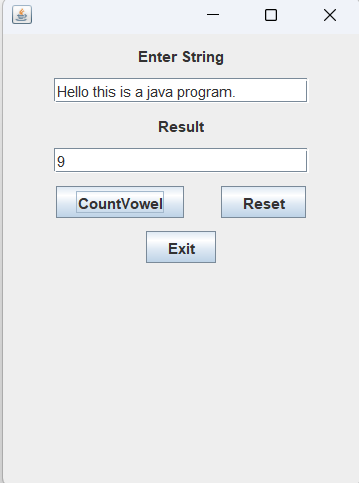 Enter String
Hello this is a java program.
Result
9
CountVowel Reset
Exit